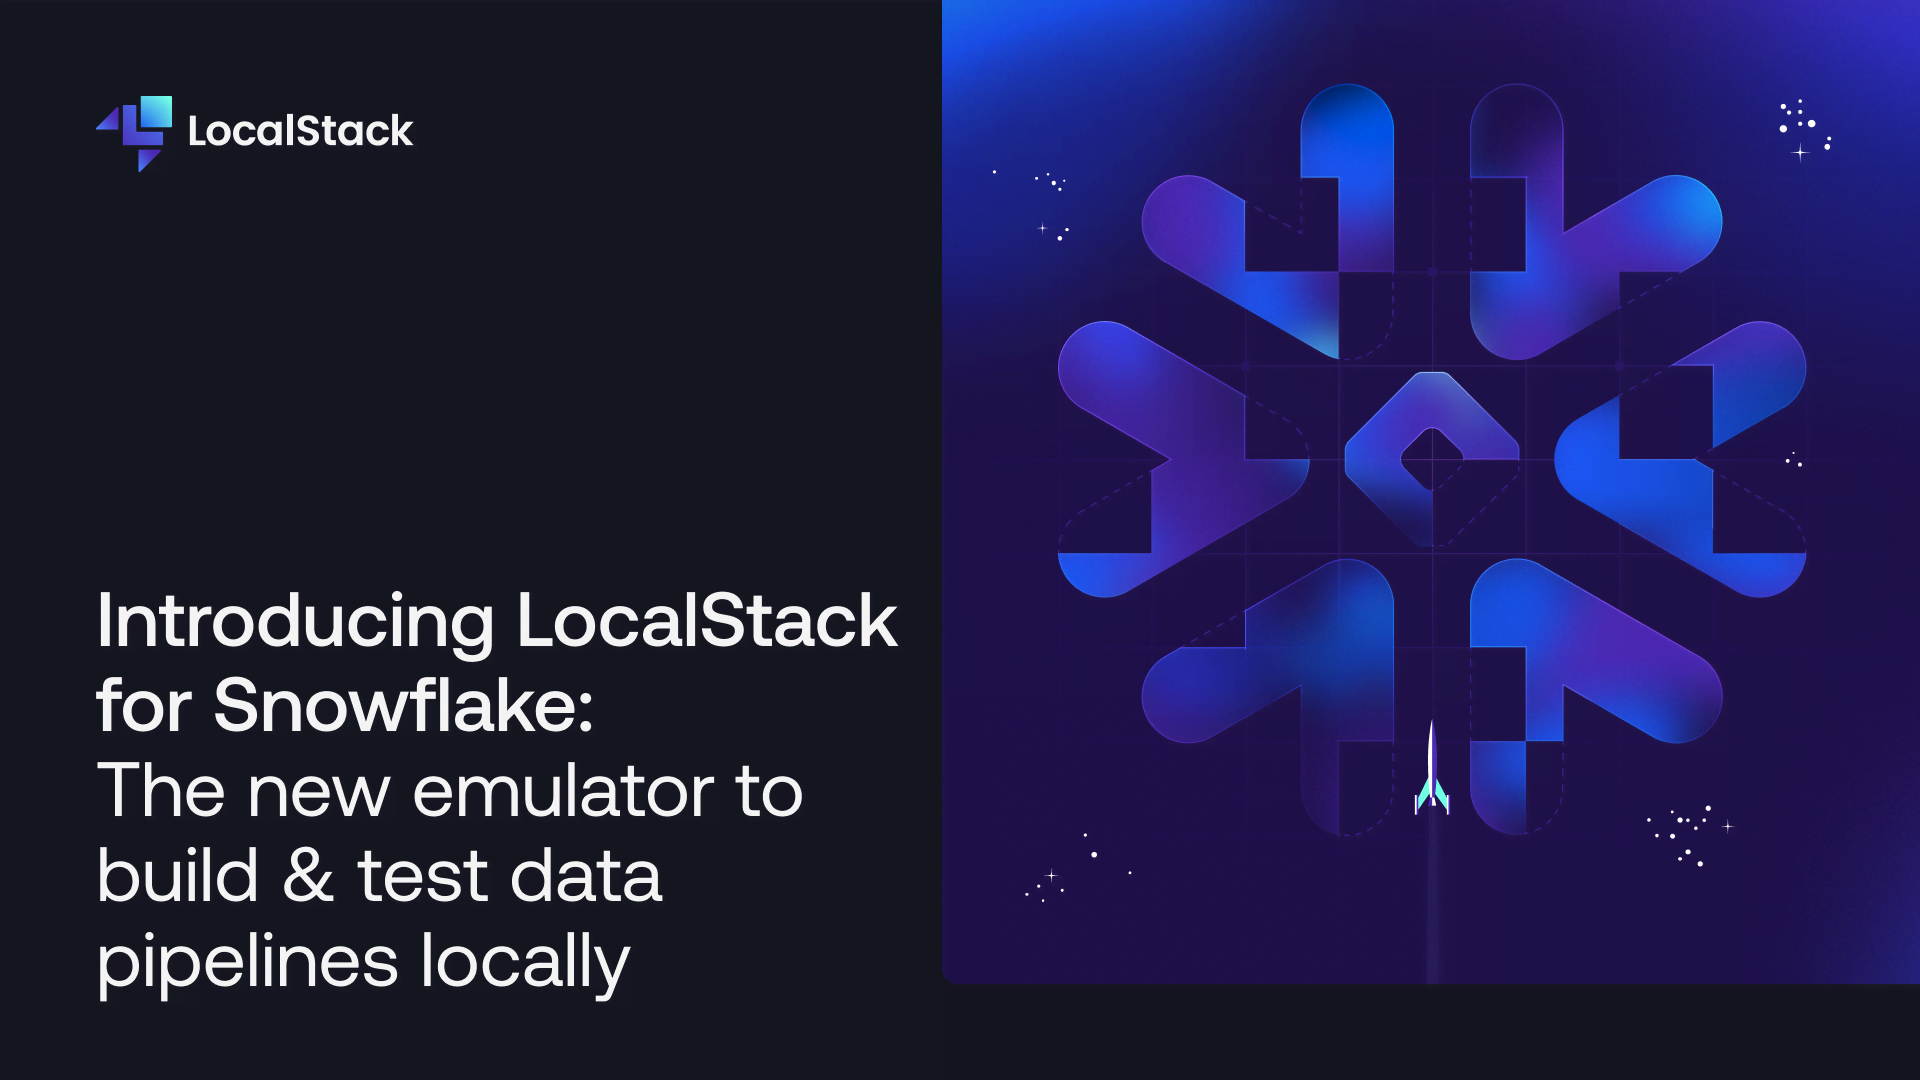 LocalStack
Introducing LocalStack
for Snowflake:
The new emulator to
build & test data
pipelines locally